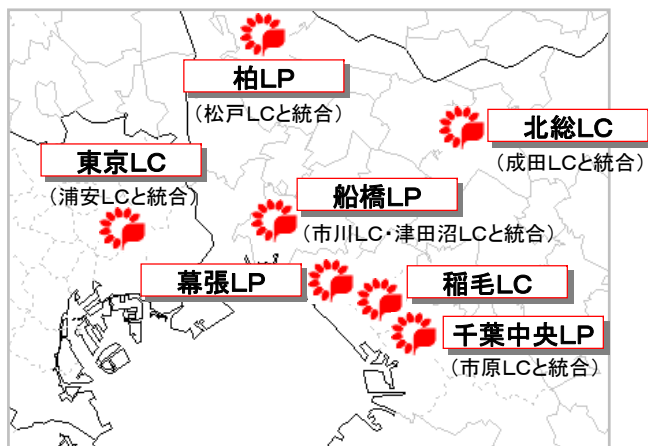 柏LP
（松戸LCと統合）
北総LC
（成田LCと統合）
東京LC
（浦安LCと統合）
船橋LP
（市川LC・津田沼LCと統合）
幕張LP
稲毛LC
千葉中央LP
（市原LCと統合）